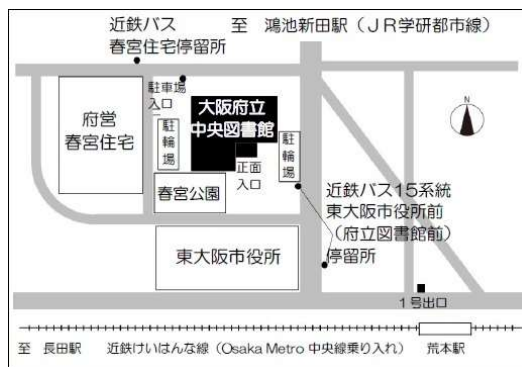 近鉄バス
春宮住宅停留所
至　鴻池新田駅（ＪＲ学研都市線）
駐車場
入口
大阪府立
中央図書館
府営
春宮住宅
駐輪場
駐輪場
正面
入口
春宮公園
N
近鉄バス15系統
東大阪市役所前
（府立図書館前）
停留所
東大阪市役所
１号出口
至　長田駅　近鉄けいはんな線（Osaka Metro 中央線乗り入れ）　荒本駅